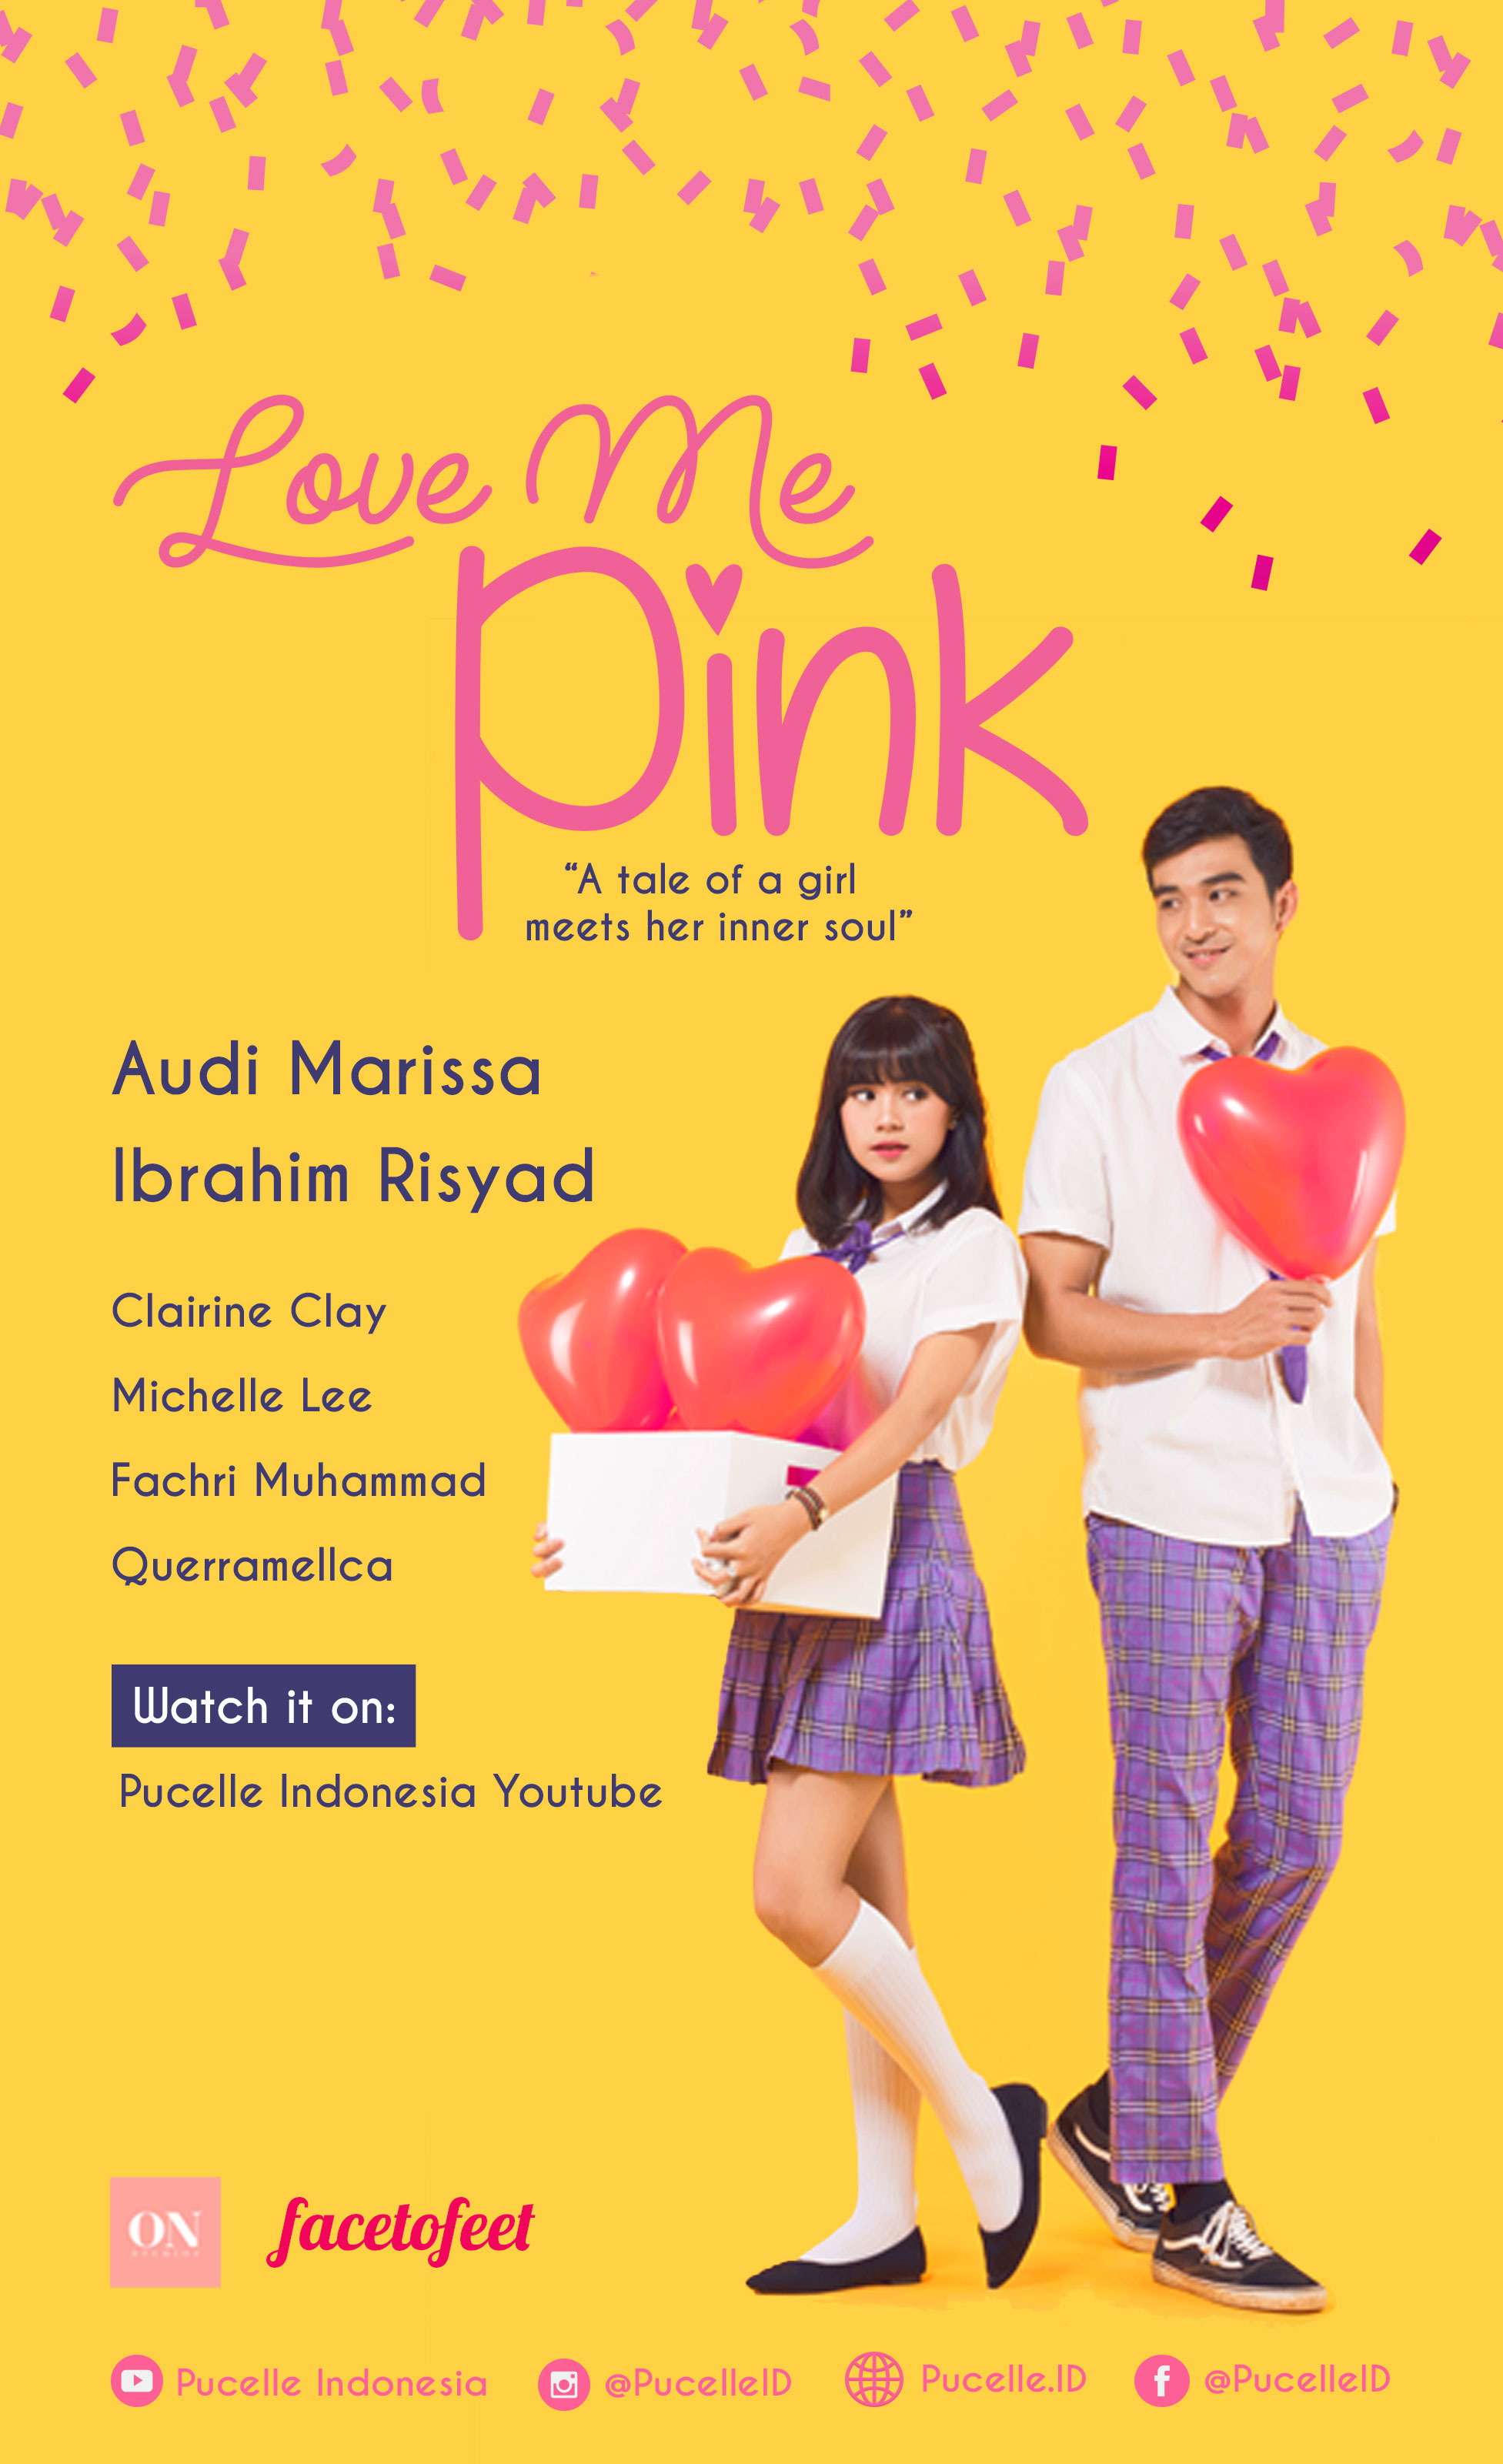 Love Me
Pink
“A tale of a girl
meets her inner soul”
Audi Marissa
Ibrahim Risyad
Clairine Clay
Michelle Lee
Fachri Muhammad
Querramellca
Watch it on:
Pucelle Indonesia Youtube
ON
facetofeet
Pucelle Indonesia
@PucelleID
Pucelle.ID
@PucelleID